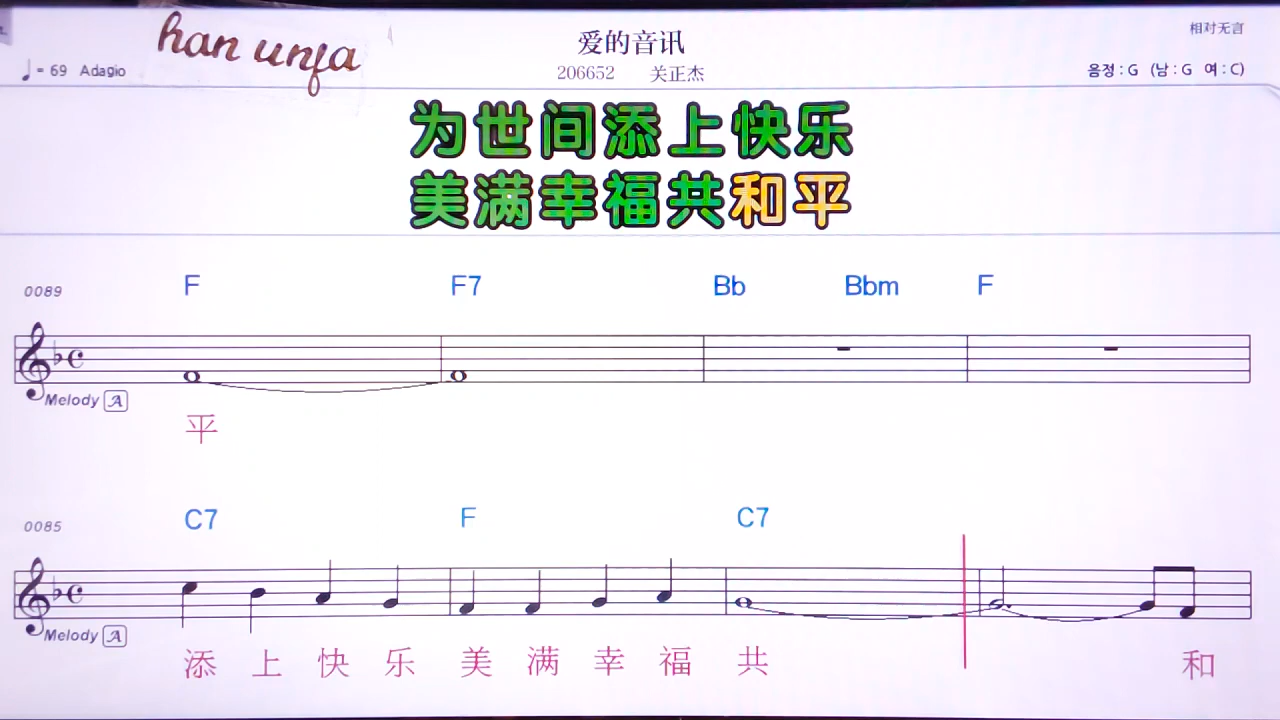 han unfa
爱的音讯
相对无言
= 69 Adagio
206652 关正杰
음정 : G (남 : G 여 : C)
为世间添上快乐
美满幸福共和平
0089 F F7 Bb Bbm F
Melody A
平
0085 C7 F C7
Melody A
添 上 快 乐 美 满 幸 福 共 和